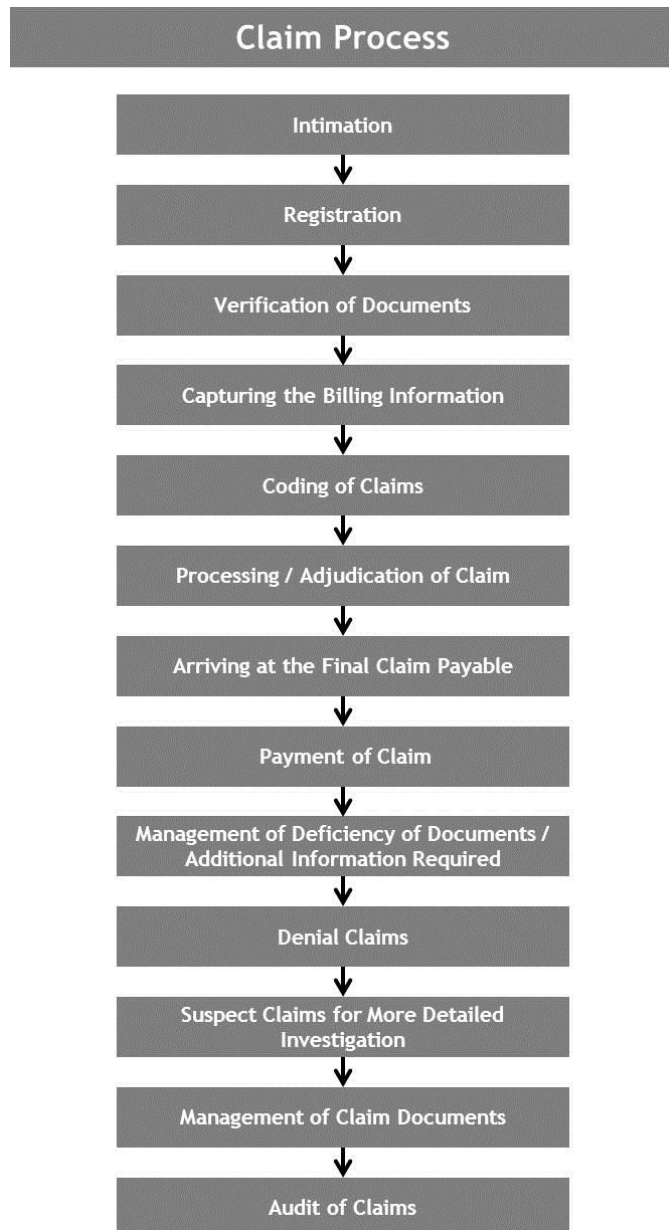 Claim Process
Intimation
Registration
Verification of Documents
Capturing the Billing Information
Coding of Claims
Processing / Adjudication of Claim
Arriving at the Final Claim Payable
Payment of Claim
Management of Deficiency of Documents /
Additional Information Required
Denial Claims
Suspect Claims for More Detailed
Investigation
Management of Claim Documents
Audit of Claims